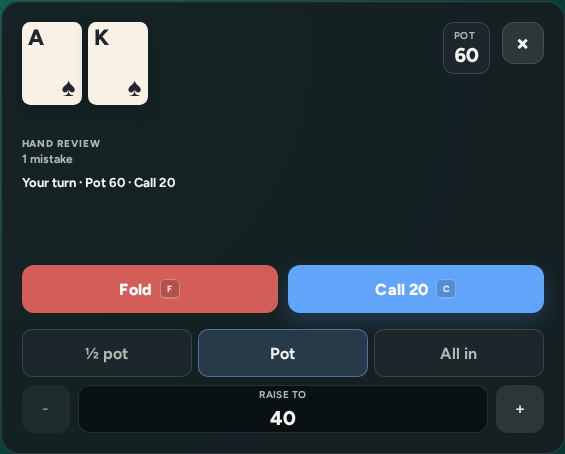 A
♠
K
♠
POT
60
×
HAND REVIEW
1 mistake
Your turn · Pot 60 · Call 20
Fold F
Call 20 C
½ pot
Pot
All in
-
RAISE TO
40
+